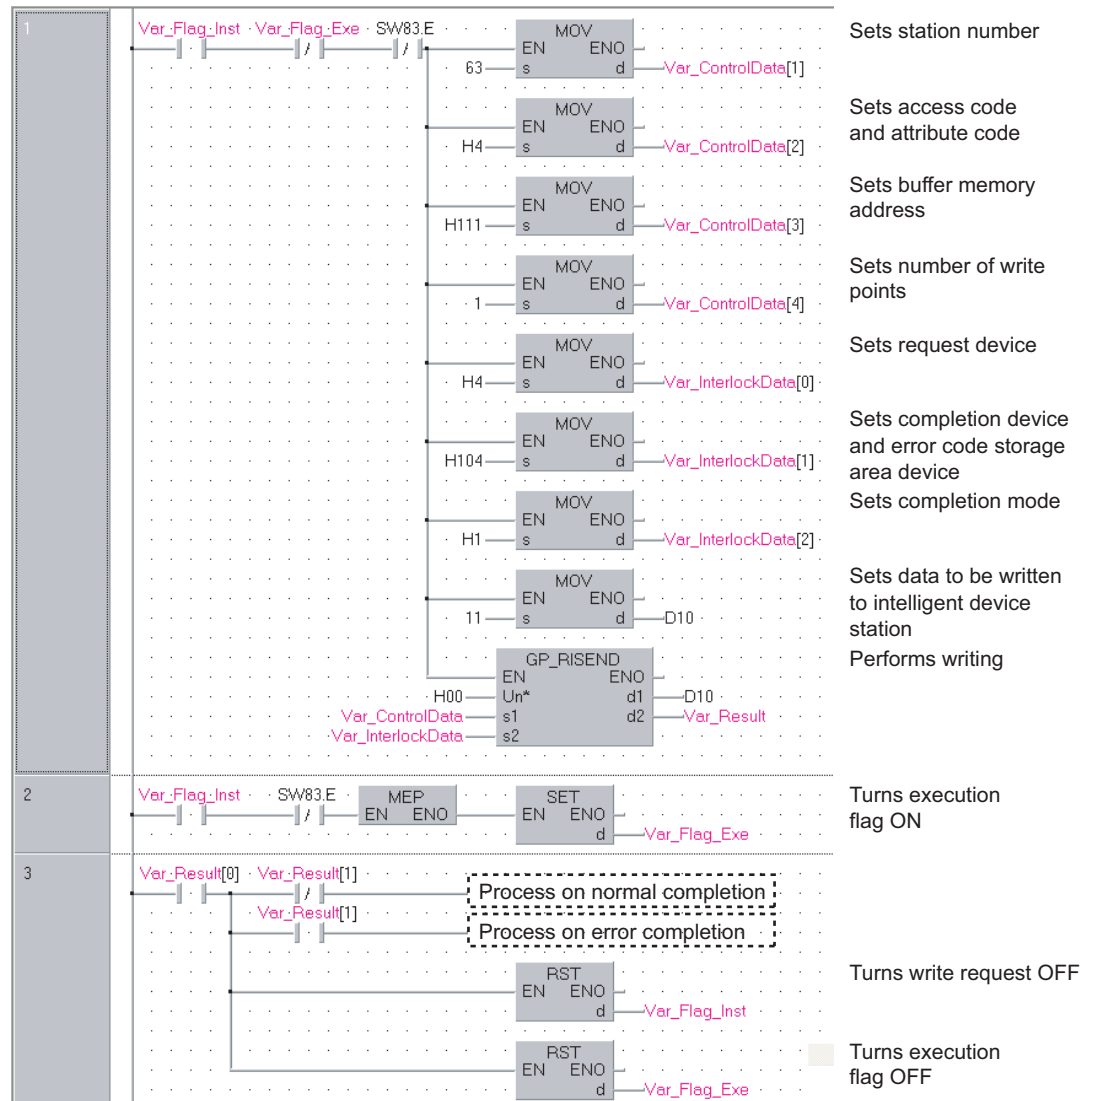 1
Var_Flag_Inst Var_Flag_Exe SW83.E MOV Sets station number
EN ENO
63 s d Var_ControlData[1]
MOV Sets access code
EN ENO and attribute code
H4 s d Var_ControlData[2]
MOV Sets buffer memory
EN ENO address
H111 s d Var_ControlData[3]
MOV Sets number of write
EN ENO points
1 s d Var_ControlData[4]
MOV Sets request device
EN ENO
H4 s d Var_InterlockData[0]
MOV Sets completion device
EN ENO and error code storage
H104 s d Var_InterlockData[1] area device
MOV Sets completion mode
EN ENO
H1 s d Var_InterlockData[2]
MOV Sets data to be written
EN ENO to intelligent device
11 s d D10 station
GP_RISEND Performs writing
EN ENO
H00 Un* d1 D10
Var_ControlData s1 d2 Var_Result
Var_InterlockData s2
2 Var_Flag_Inst SW83.E MEP SET Turns execution
EN ENO EN ENO flag ON
d Var_Flag_Exe
3 Var_Result[0] Var_Result[1]
Process on normal completion
Var_Result[1]
Process on error completion
RST Turns write request OFF
EN ENO
d Var_Flag_Inst
RST Turns execution
EN ENO flag OFF
d Var_Flag_Exe